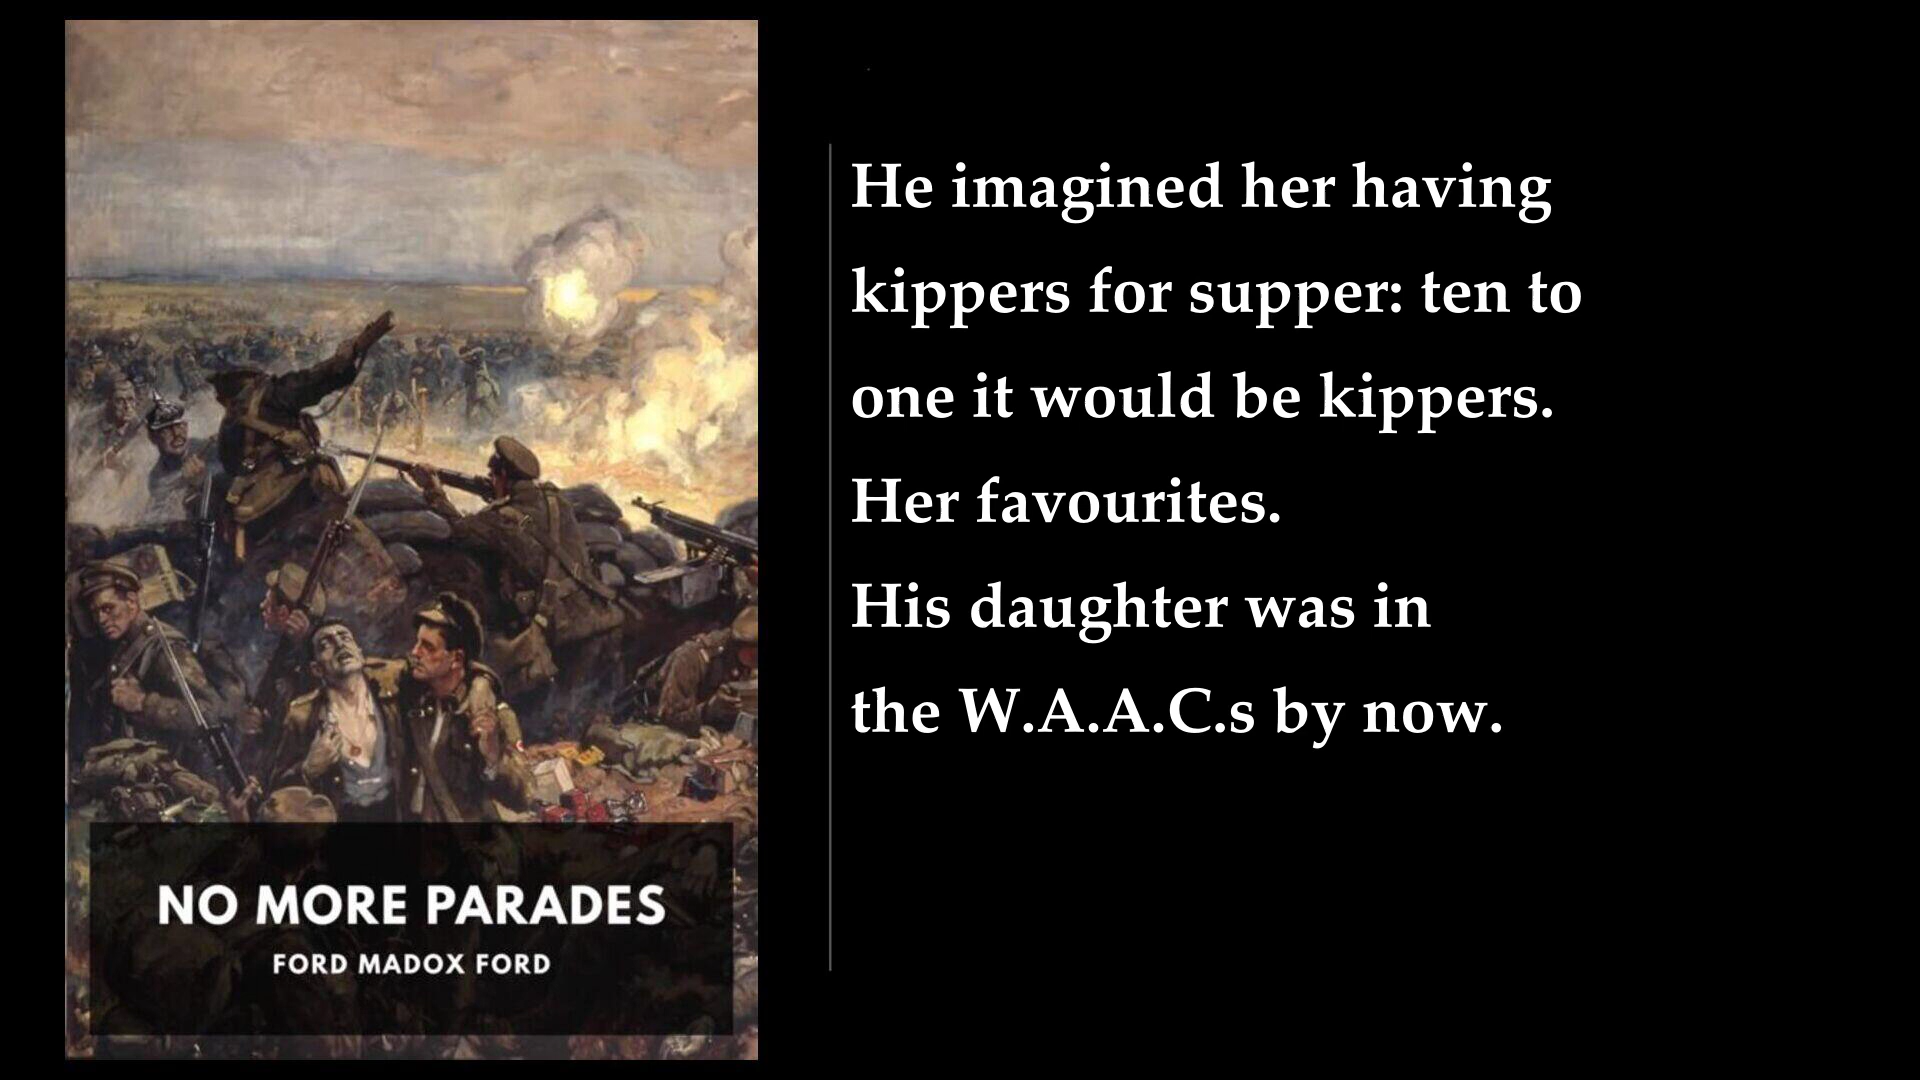 He imagined her having
kippers for supper: ten to
one it would be kippers.
Her favourites.
His daughter was in
the W.A.A.C.s by now.
NO MORE PARADES
FORD MADOX FORD